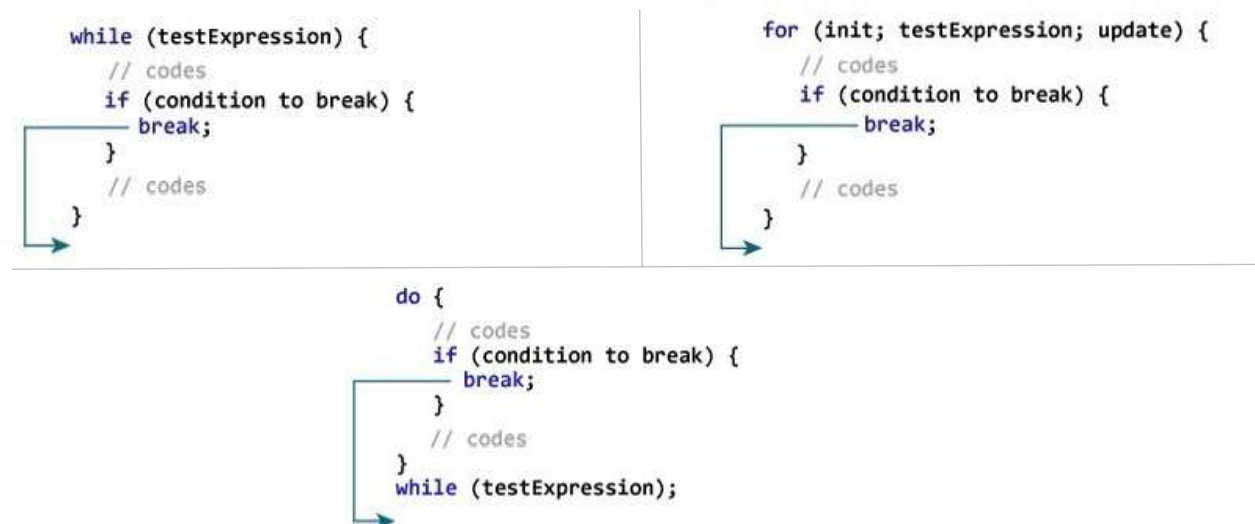 while (testExpression) {
// codes
if (condition to break) {
break;
}
// codes
}
for (init; testExpression; update) {
// codes
if (condition to break) {
break;
}
// codes
}
do {
// codes
if (condition to break) {
break;
}
// codes
}
while (testExpression);